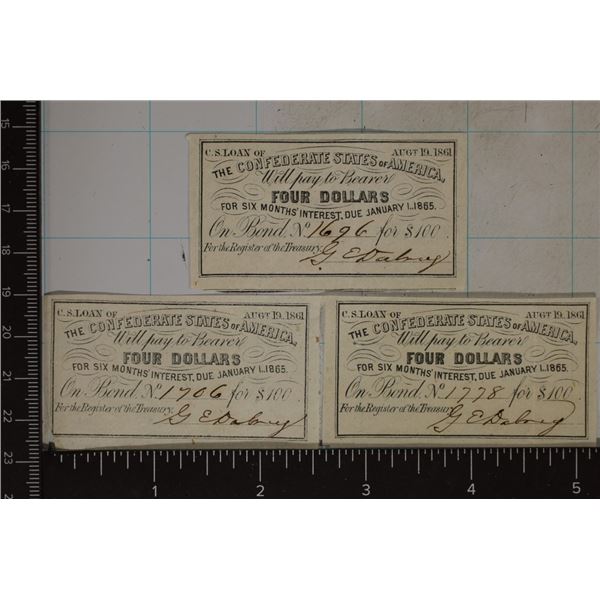 C.S. LOAN OF AUGT 19, 1861
THE CONFEDERATE STATES OF AMERICA,
Will pay to Bearer
FOUR DOLLARS
FOR SIX MONTHS' INTEREST, DUE JANUARY 1., 1865.
On Bond, No 1696 for $100.
For the Register of the Treasury.
G E Dabney
C.S. LOAN OF AUGT 19, 1861
THE CONFEDERATE STATES OF AMERICA,
Will pay to Bearer
FOUR DOLLARS
FOR SIX MONTHS' INTEREST, DUE JANUARY 1., 1865.
On Bond, No 1706 for $100.
For the Register of the Treasury.
G E Dabney
C.S. LOAN OF AUGT 19, 1861
THE CONFEDERATE STATES OF AMERICA,
Will pay to Bearer
FOUR DOLLARS
FOR SIX MONTHS' INTEREST, DUE JANUARY 1., 1865.
On Bond, No 1778 for $100.
For the Register of the Treasury.
G E Dabney
15
16
17
18
19
20
21
22
23
1 2 3 4 5